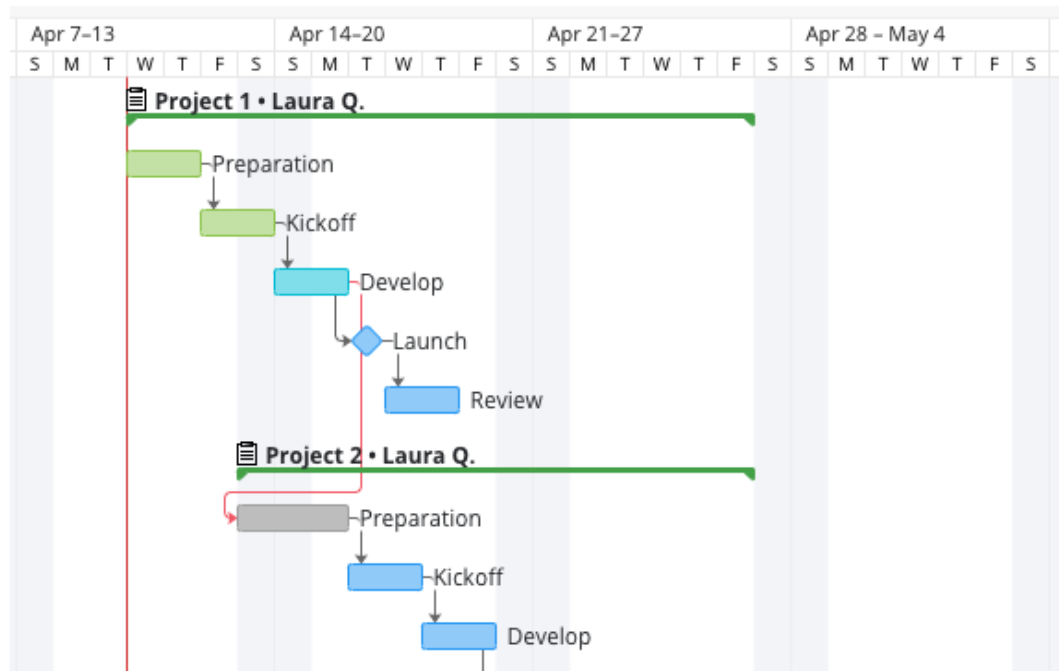 Apr 7–13 Apr 14–20 Apr 21–27 Apr 28 – May 4
S M T W T F S S M T W T F S S M T W T F S S M T W T F S
Project 1 • Laura Q.
Preparation
Kickoff
Develop
Launch
Review
Project 2 • Laura Q.
Preparation
Kickoff
Develop